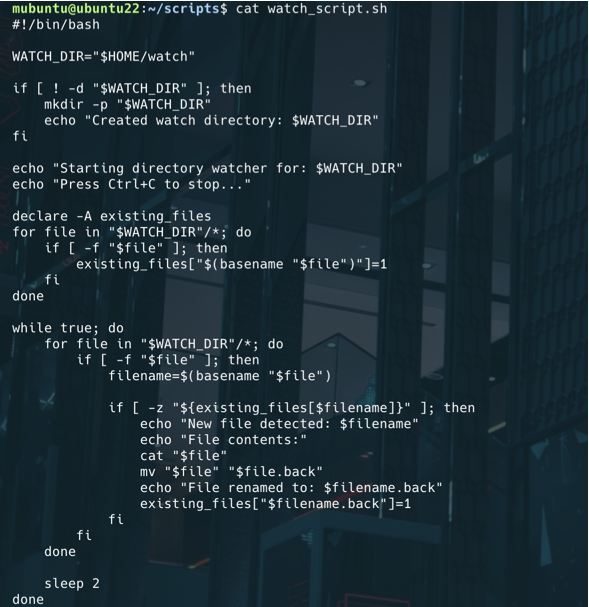 mubuntu@ubuntu22:~/scripts$ cat watch_script.sh
#!/bin/bash

WATCH_DIR="$HOME/watch"

if [ ! -d "$WATCH_DIR" ]; then
    mkdir -p "$WATCH_DIR"
    echo "Created watch directory: $WATCH_DIR"
fi

echo "Starting directory watcher for: $WATCH_DIR"
echo "Press Ctrl+C to stop..."

declare -A existing_files
for file in "$WATCH_DIR"/*; do
    if [ -f "$file" ]; then
        existing_files["$(basename "$file")"]=1
    fi
done

while true; do
    for file in "$WATCH_DIR"/*; do
        if [ -f "$file" ]; then
            filename=$(basename "$file")

            if [ -z "${existing_files[$filename]}" ]; then
                echo "New file detected: $filename"
                echo "File contents:"
                cat "$file"
                mv "$file" "$file.back"
                echo "File renamed to: $filename.back"
                existing_files["$filename.back"]=1
            fi
        fi
    done

    sleep 2
done